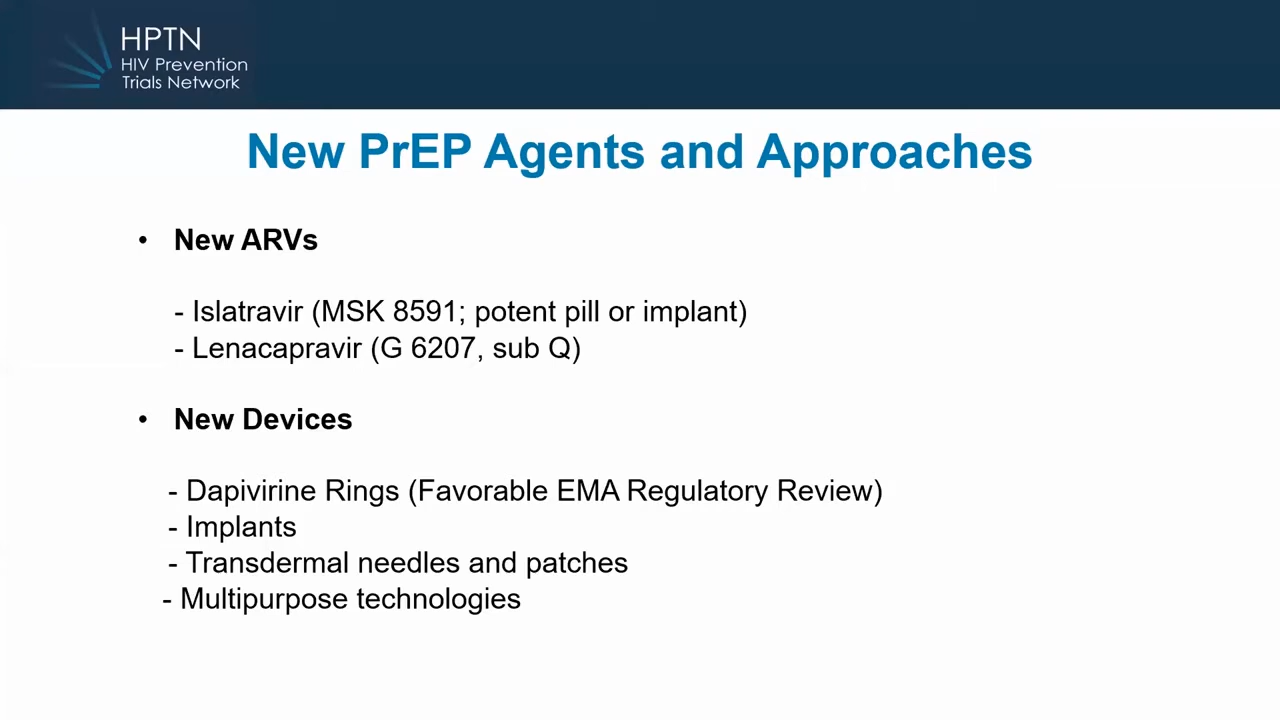 HPTN
HIV Prevention
Trials Network
New PrEP Agents and Approaches
• New ARVs
- Islatravir (MSK 8591; potent pill or implant)
- Lenacapravir (G 6207, sub Q)
• New Devices
- Dapivirine Rings (Favorable EMA Regulatory Review)
- Implants
- Transdermal needles and patches
- Multipurpose technologies